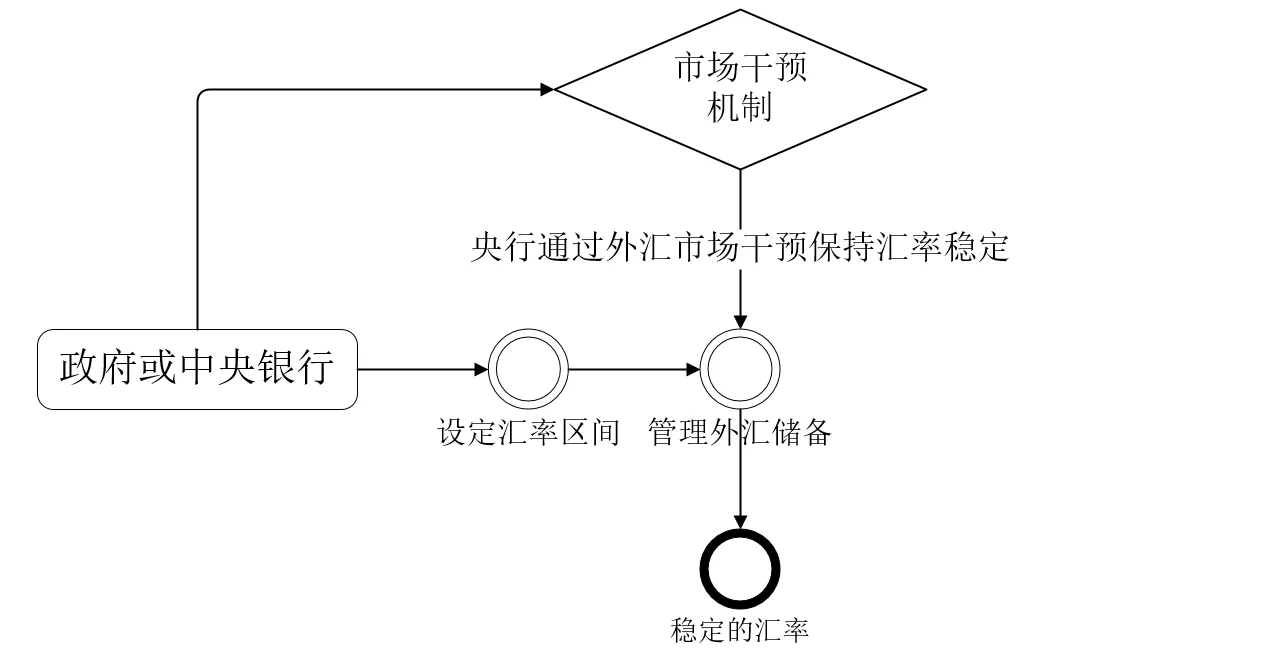 市场干预
机制
央行通过外汇市场干预保持汇率稳定
政府或中央银行
设定汇率区间
管理外汇储备
稳定的汇率